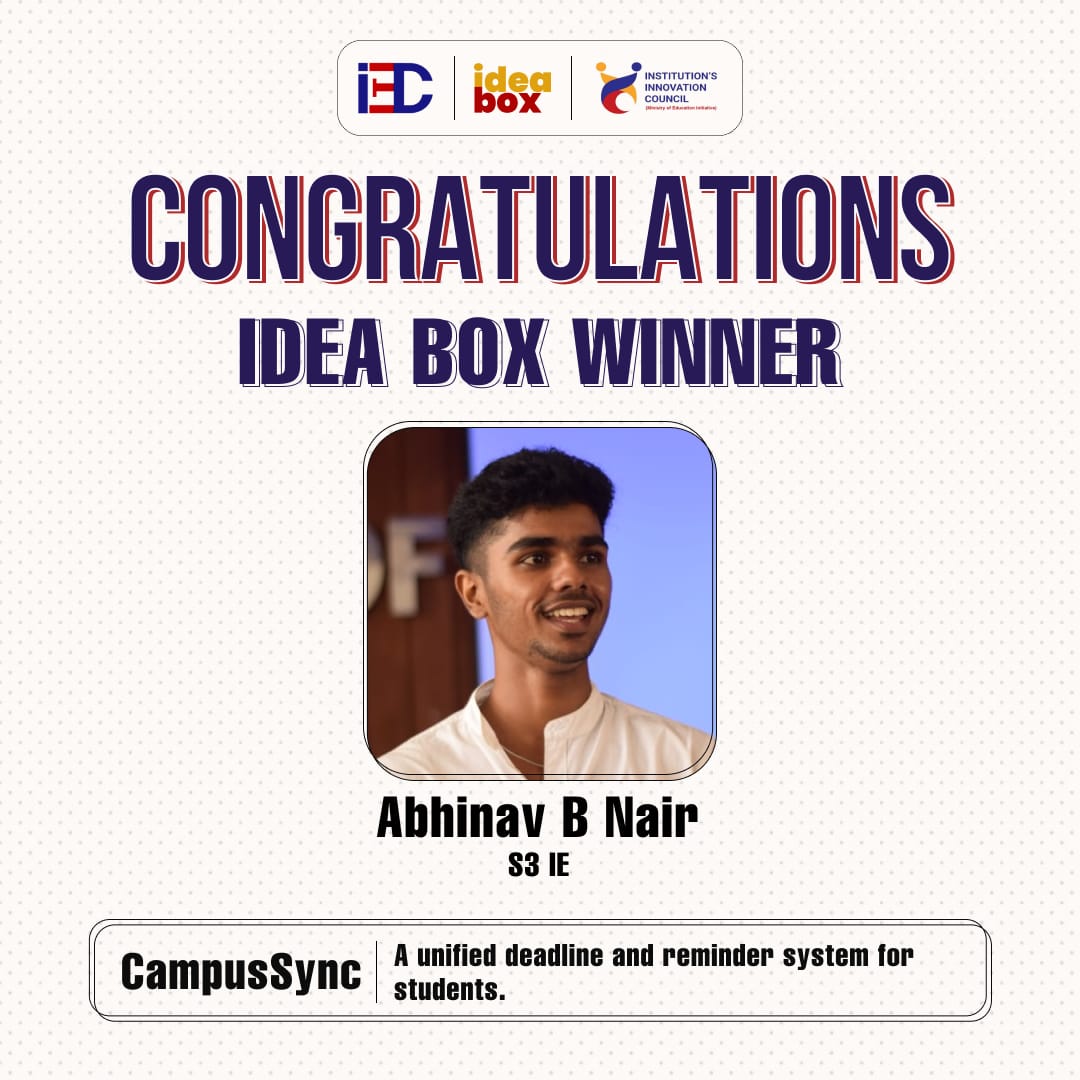 iEDC
idea
box
INSTITUTION'S
INNOVATION
COUNCIL
(Ministry of Education Initiative)
CONGRATULATIONS
IDEA BOX WINNER
F
Abhinav B Nair
S3 IE
CampusSync
A unified deadline and reminder system for
students.